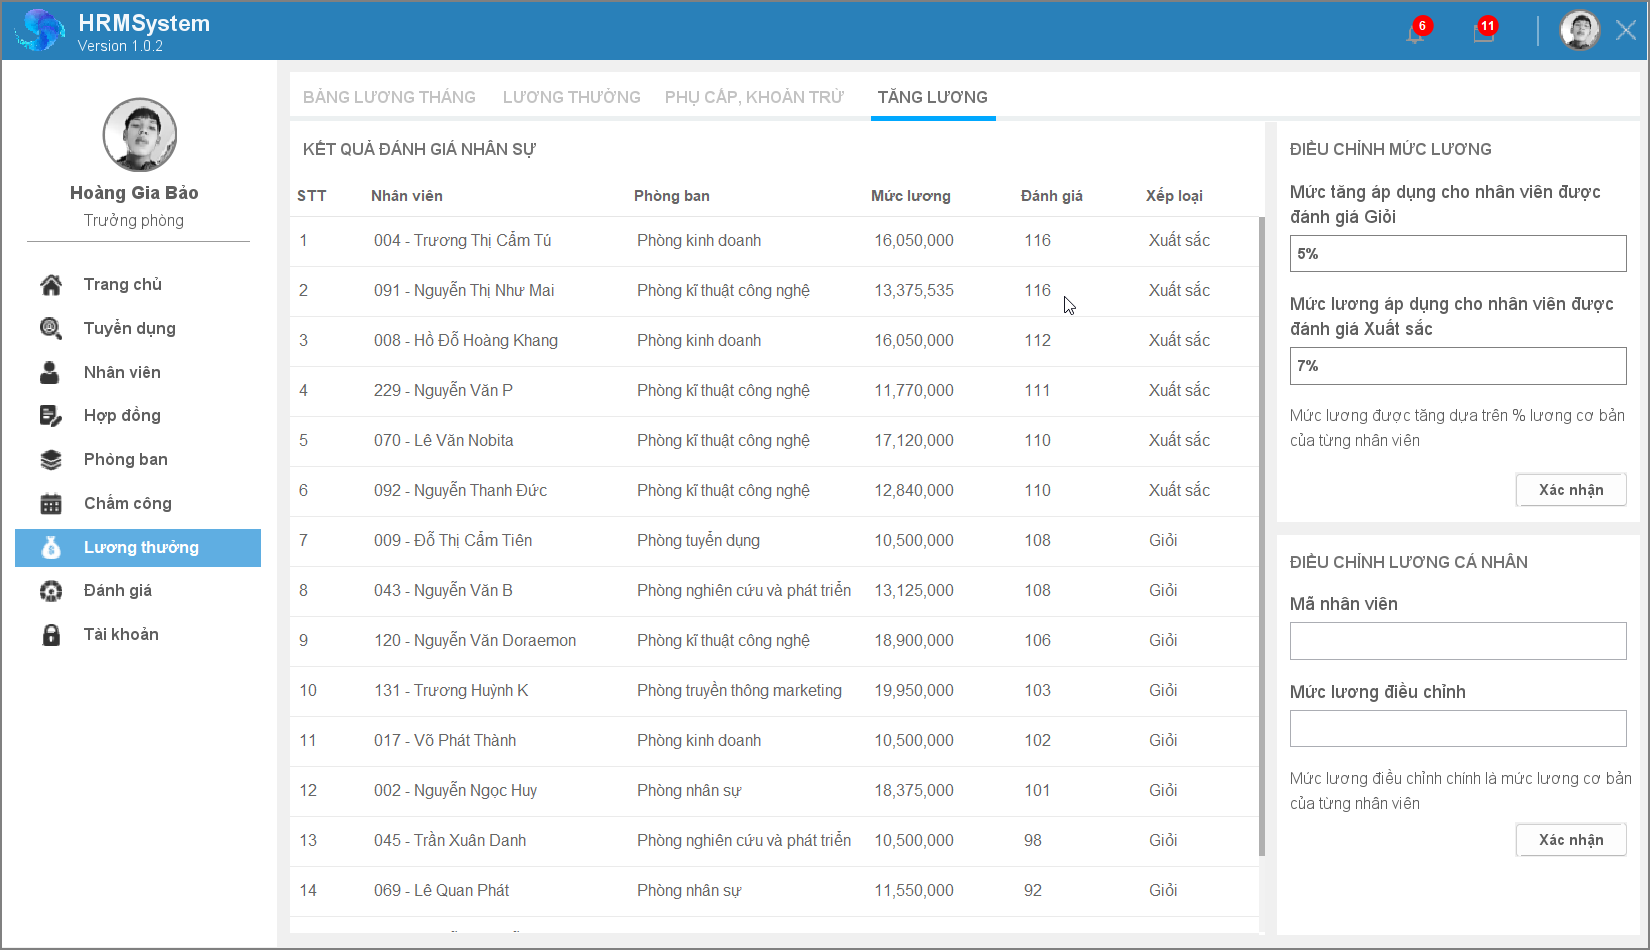 HRMSystem
Version 1.0.2
6
11
Hoàng Gia Bảo
Trưởng phòng
Trang chủ
Tuyển dụng
Nhân viên
Hợp đồng
Phòng ban
Chấm công
Lương thưởng
Đánh giá
Tài khoản
BẢNG LƯƠNG THÁNG LƯƠNG THƯỞNG PHỤ CẤP, KHOẢN TRỪ TĂNG LƯƠNG
KẾT QUẢ ĐÁNH GIÁ NHÂN SỰ
STT Nhân viên Phòng ban Mức lương Đánh giá Xếp loại
1 004 - Trương Thị Cẩm Tú Phòng kinh doanh 16,050,000 116 Xuất sắc
2 091 - Nguyễn Thị Như Mai Phòng kĩ thuật công nghệ 13,375,535 116 Xuất sắc
3 008 - Hồ Đỗ Hoàng Khang Phòng kinh doanh 16,050,000 112 Xuất sắc
4 229 - Nguyễn Văn P Phòng kĩ thuật công nghệ 11,770,000 111 Xuất sắc
5 070 - Lê Văn Nobita Phòng kĩ thuật công nghệ 17,120,000 110 Xuất sắc
6 092 - Nguyễn Thanh Đức Phòng kĩ thuật công nghệ 12,840,000 110 Xuất sắc
7 009 - Đỗ Thị Cẩm Tiên Phòng tuyển dụng 10,500,000 108 Giỏi
8 043 - Nguyễn Văn B Phòng nghiên cứu và phát triển 13,125,000 108 Giỏi
9 120 - Nguyễn Văn Doraemon Phòng kĩ thuật công nghệ 18,900,000 106 Giỏi
10 131 - Trương Huỳnh K Phòng truyền thông marketing 19,950,000 103 Giỏi
11 017 - Võ Phát Thành Phòng kinh doanh 10,500,000 102 Giỏi
12 002 - Nguyễn Ngọc Huy Phòng nhân sự 18,375,000 101 Giỏi
13 045 - Trần Xuân Danh Phòng nghiên cứu và phát triển 10,500,000 98 Giỏi
14 069 - Lê Quan Phát Phòng nhân sự 11,550,000 92 Giỏi
ĐIỀU CHỈNH MỨC LƯƠNG
Mức tăng áp dụng cho nhân viên được
đánh giá Giỏi
5%
Mức lương áp dụng cho nhân viên được
đánh giá Xuất sắc
7%
Mức lương được tăng dựa trên % lương cơ bản
của từng nhân viên
Xác nhận
ĐIỀU CHỈNH LƯƠNG CÁ NHÂN
Mã nhân viên
Mức lương điều chỉnh
Mức lương điều chỉnh chính là mức lương cơ bản
của từng nhân viên
Xác nhận